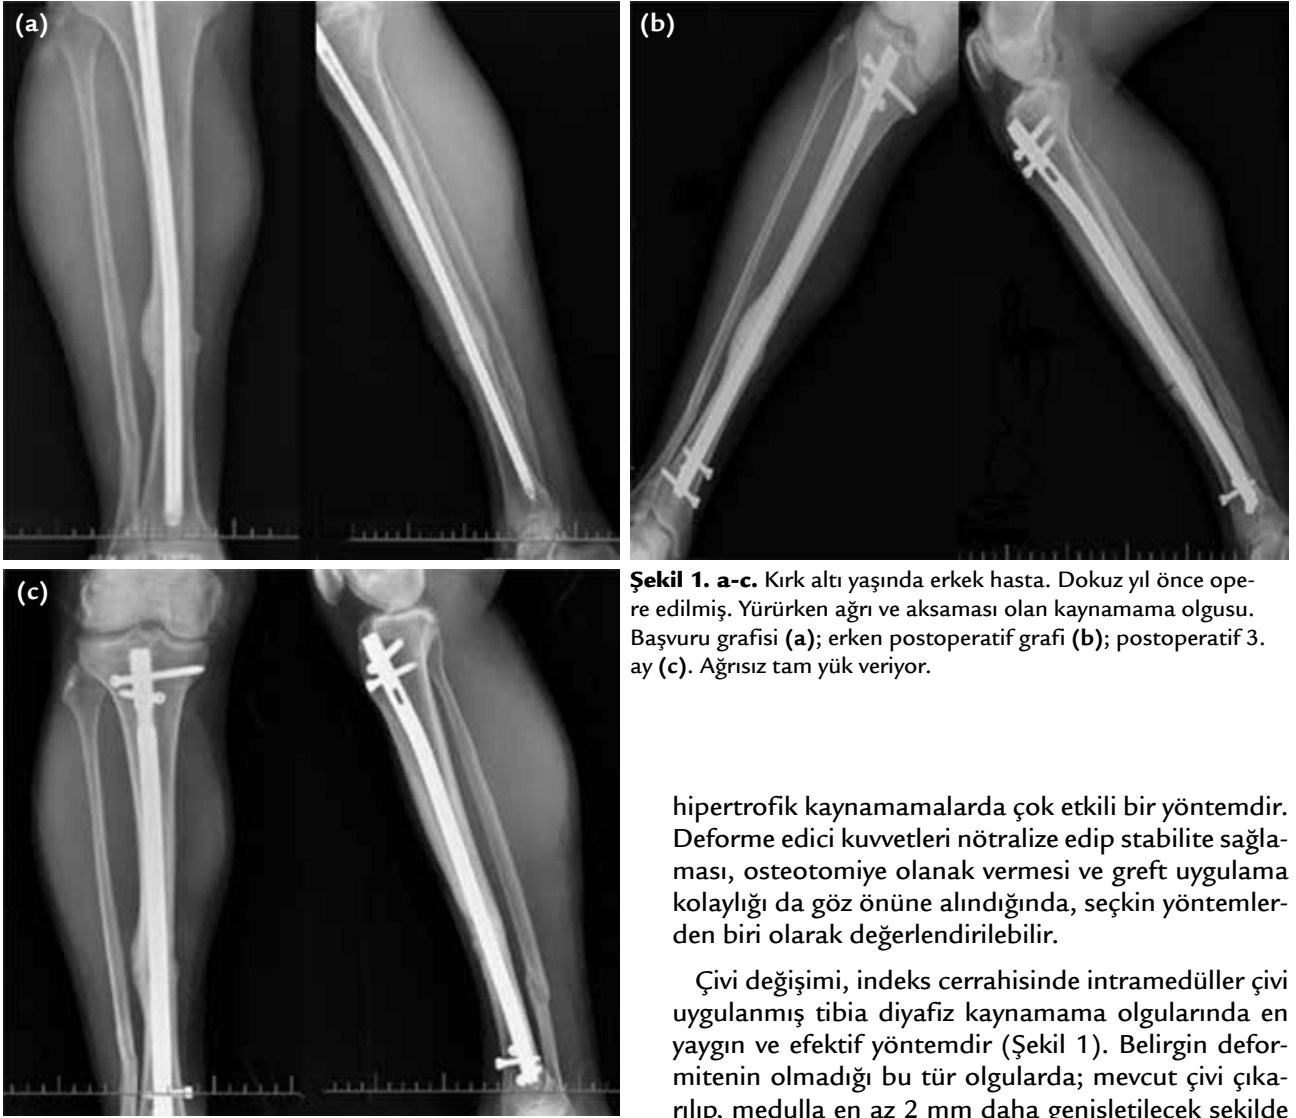 (a)
(b)
(c)
Şekil 1. a-c. Kırk altı yaşında erkek hasta. Dokuz yıl önce ope-
re edilmiş. Yürürken ağrı ve aksaması olan kaynamama olgusu.
Başvuru grafisi (a); erken postoperatif grafi (b); postoperatif 3.
ay (c). Ağrısız tam yük veriyor.
hipertrofik kaynamamalarda çok etkili bir yöntemdir.
Deforme edici kuvvetleri nötralize edip stabilite sağla-
ması, osteotomiye olanak vermesi ve greft uygulama
kolaylığı da göz önüne alındığında, seçkin yöntemler-
den biri olarak değerlendirilebilir.
Çivi değişimi, indeks cerrahisinde intramedüller çivi
uygulanmış tibia diyafiz kaynamama olgularında en
yaygın ve efektif yöntemdir (Şekil 1). Belirgin defor-
mitenin olmadığı bu tür olgularda; mevcut çivi çıka-
rılıp, medulla en az 2 mm daha genişletilecek şekilde